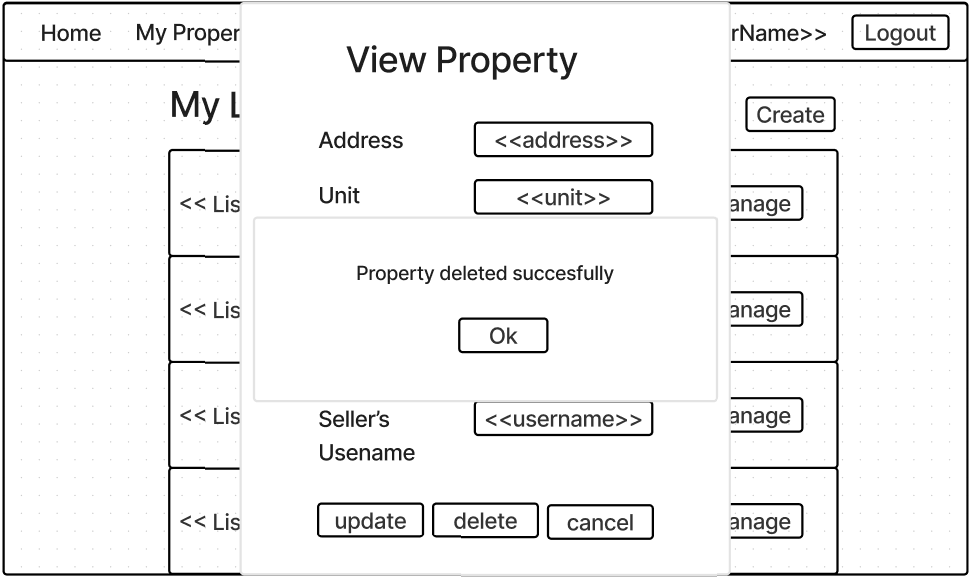 Home My Proper rName>> Logout
View Property
My L Create
Address <<address>>
Unit <<unit>>
<< Lis anage
Property deleted succesfully
<< Lis anage
Ok
<< Lis anage
Seller's <<username>>
Usename
<< Lis anage
update delete cancel